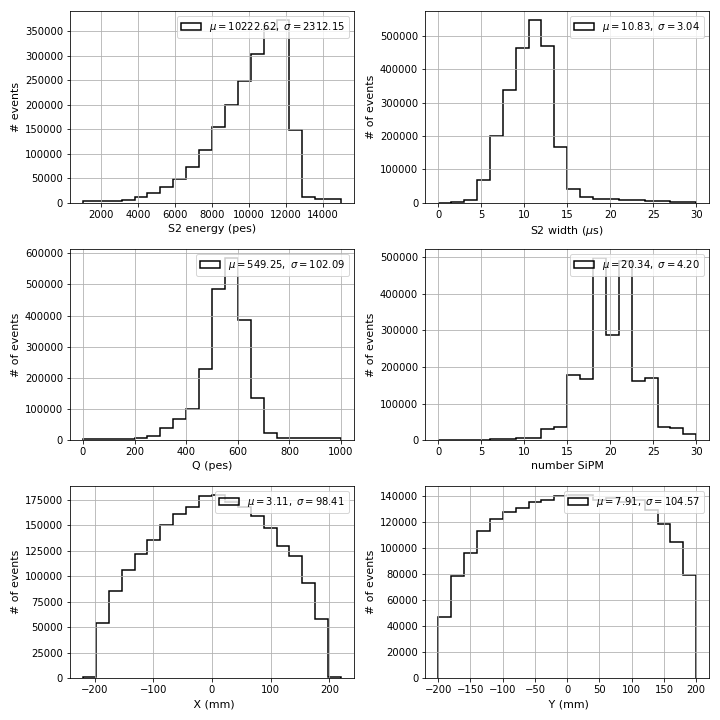 μ=10222.62, σ=2312.15
# events
350000
300000
250000
200000
150000
100000
50000
0
2000 4000 6000 8000 10000 12000 14000
S2 energy (pes)
μ=10.83, σ=3.04
# of events
500000
400000
300000
200000
100000
0
0 5 10 15 20 25 30
S2 width (μs)
μ=549.25, σ=102.09
# of events
600000
500000
400000
300000
200000
100000
0
0 200 400 600 800 1000
Q (pes)
μ=20.34, σ=4.20
# of events
500000
400000
300000
200000
100000
0
0 5 10 15 20 25 30
number SiPM
μ=3.11, σ=98.41
# of events
175000
150000
125000
100000
75000
50000
25000
0
−200 −100 0 100 200
X (mm)
μ=7.91, σ=104.57
# of events
140000
120000
100000
80000
60000
40000
20000
0
−200 −150 −100 −50 0 50 100 150 200
Y (mm)